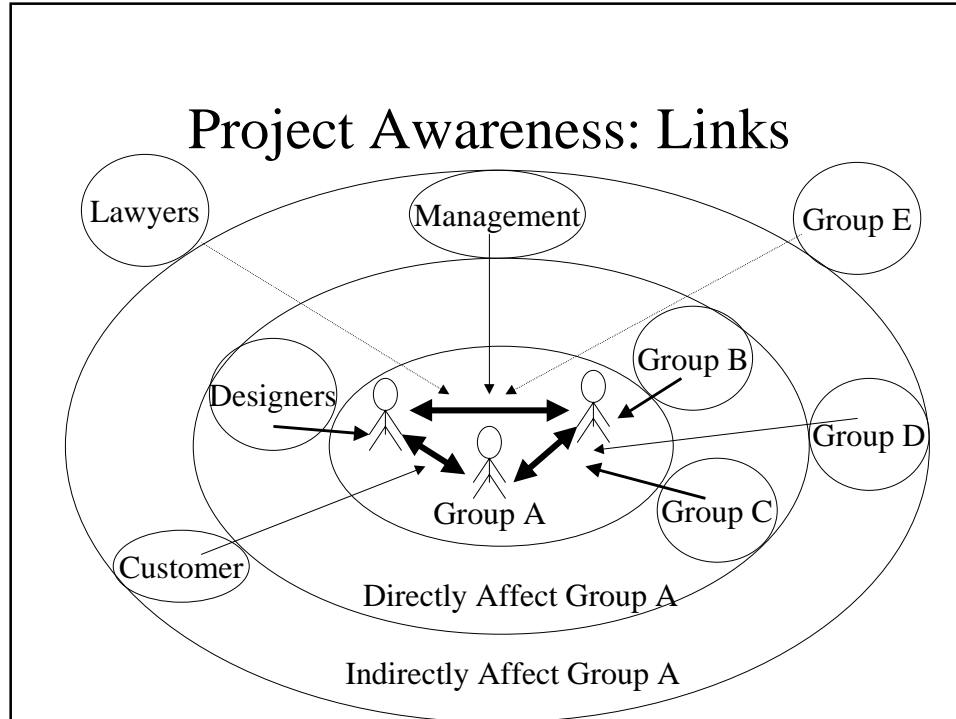 Project Awareness: Links
Lawyers
Management
Group E
Designers
Group B
Group D
Group A
Group C
Customer
Directly Affect Group A
Indirectly Affect Group A